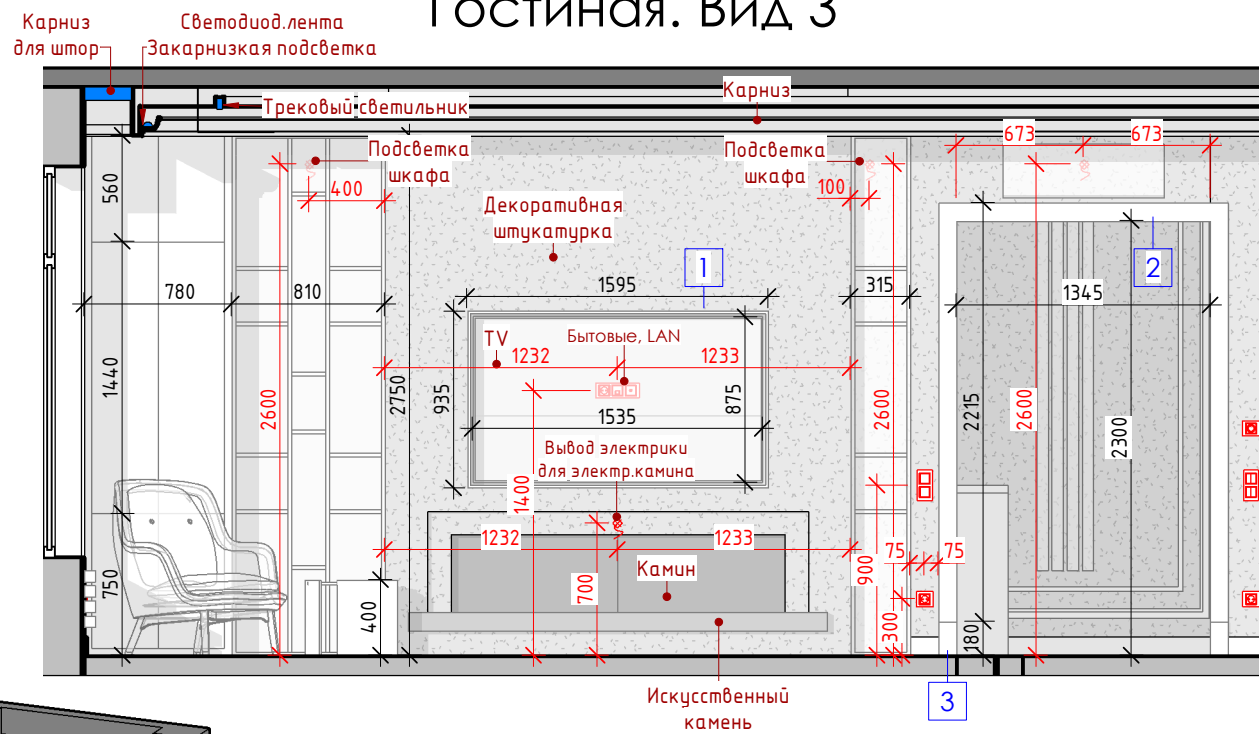 Гостиная. Вид 3
Карниз
для штор
Светодиод.лента
Закарнизкая подсветка
Трековый светильник
Карниз
Подсветка
шкафа
Подсветка
шкафа
673
673
560
400
100
Декоративная
штукатурка
1
2
780
810
1595
315
1345
TV
Бытовые, LAN
1232
1233
1440
2600
2750
935
875
1535
2600
2215
2600
2300
Вывод электрики
для электр.камина
1400
1232
1233
75
75
900
750
700
Камин
400
300
180
Искусственный
камень
3